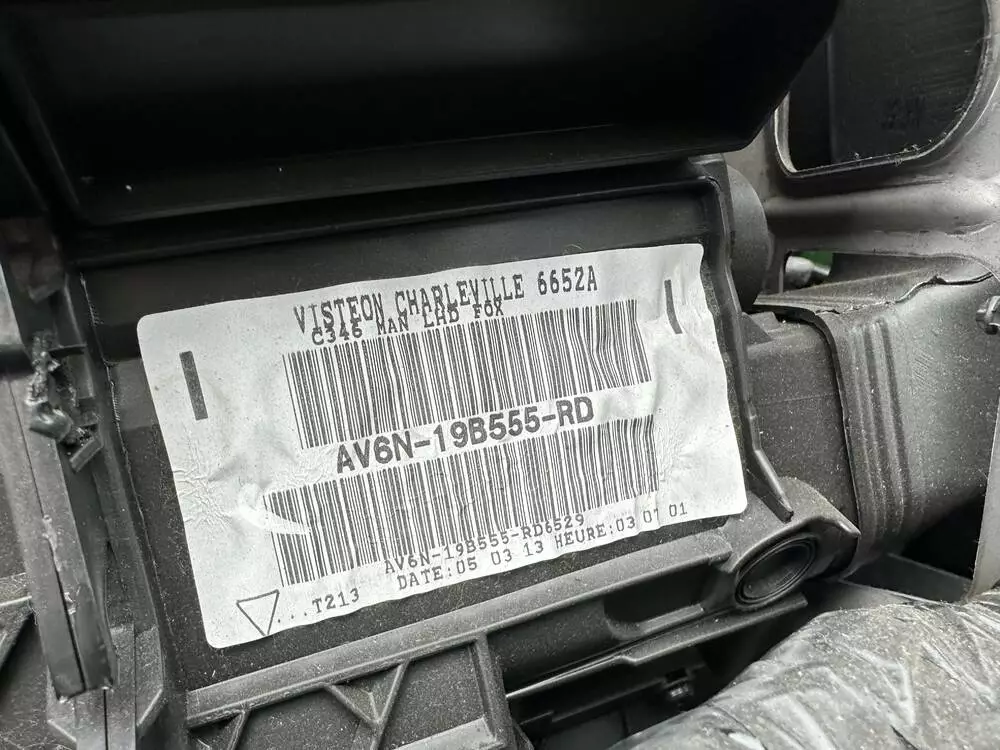 VISTEON CHARLEVILLE 6652A
C346 MAN LHD FOX
AV6N-19B555-RD
AV6N-19B555-RD6529
DATE:05 03 13 HEURE:03 01 01
...T213